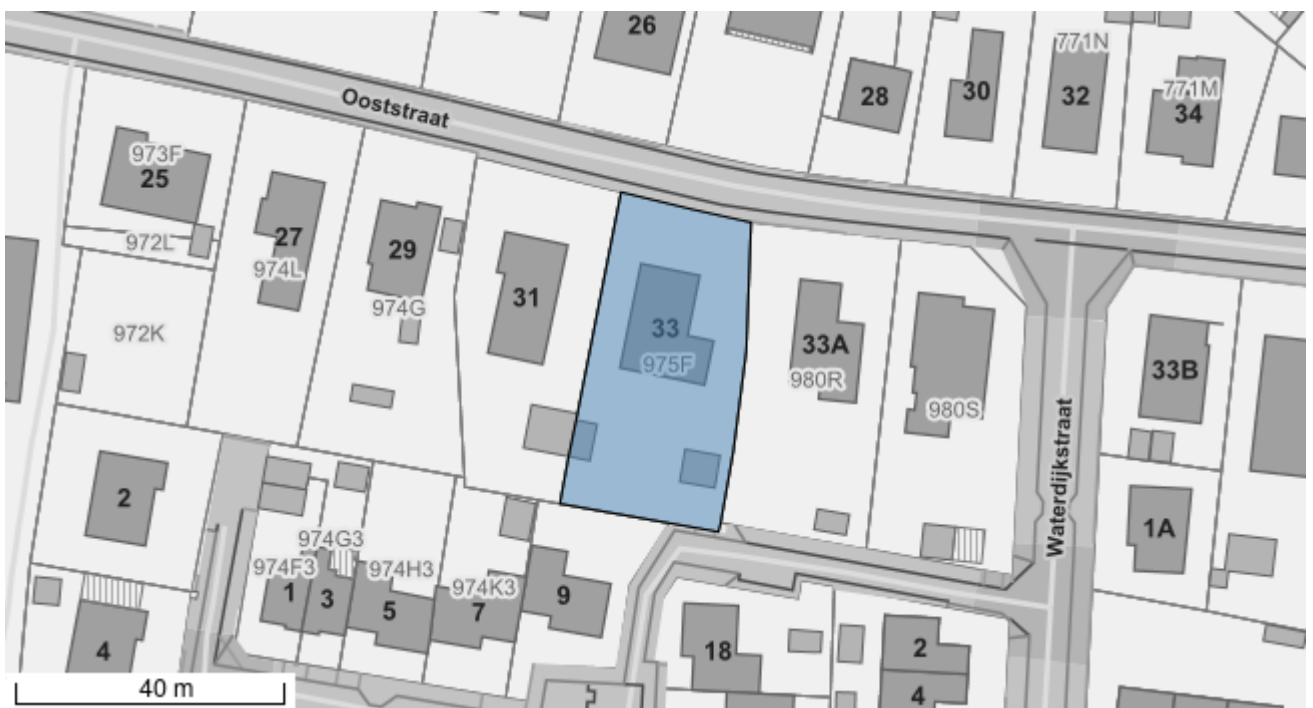 26
771N
Ooststraat
28
30
32
771M
34
973F
25
27
972L
974L
29
974G
31
33
975F
972K
33A
980R
980S
33B
Waterdijkstraat
2
1A
974G3
974F3
974H3
974K3
1
3
5
7
9
4
18
2
4
40 m